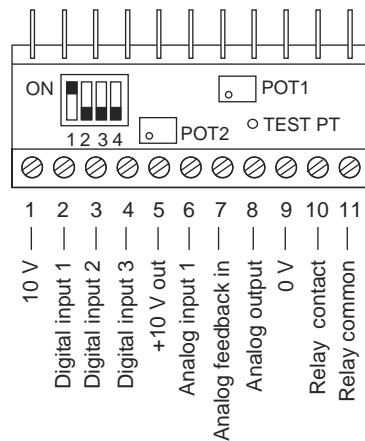 ON
POT1
1 2 3 4
POT2
TEST PT
1 2 3 4 5 6 7 8 9 10 11
10 V
Digital input 1
Digital input 2
Digital input 3
+10 V out
Analog input 1
Analog feedback in
Analog output
0 V
Relay contact
Relay common